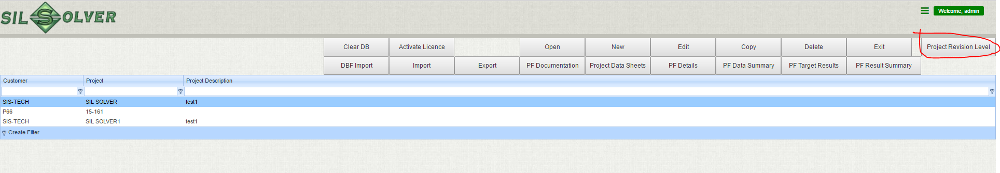 SIL SOLVER
Welcome, admin
Clear DB Activate Licence Open New Edit Copy Delete Exit Project Revision Level
DBF Import Import Export PF Documentation Project Data Sheets PF Details PF Data Summary PF Target Results PF Result Summary
Customer Project Project Description
SIS-TECH SIL SOLVER test1
P66 15-161
SIS-TECH SIL SOLVER1 test1
Create Filter